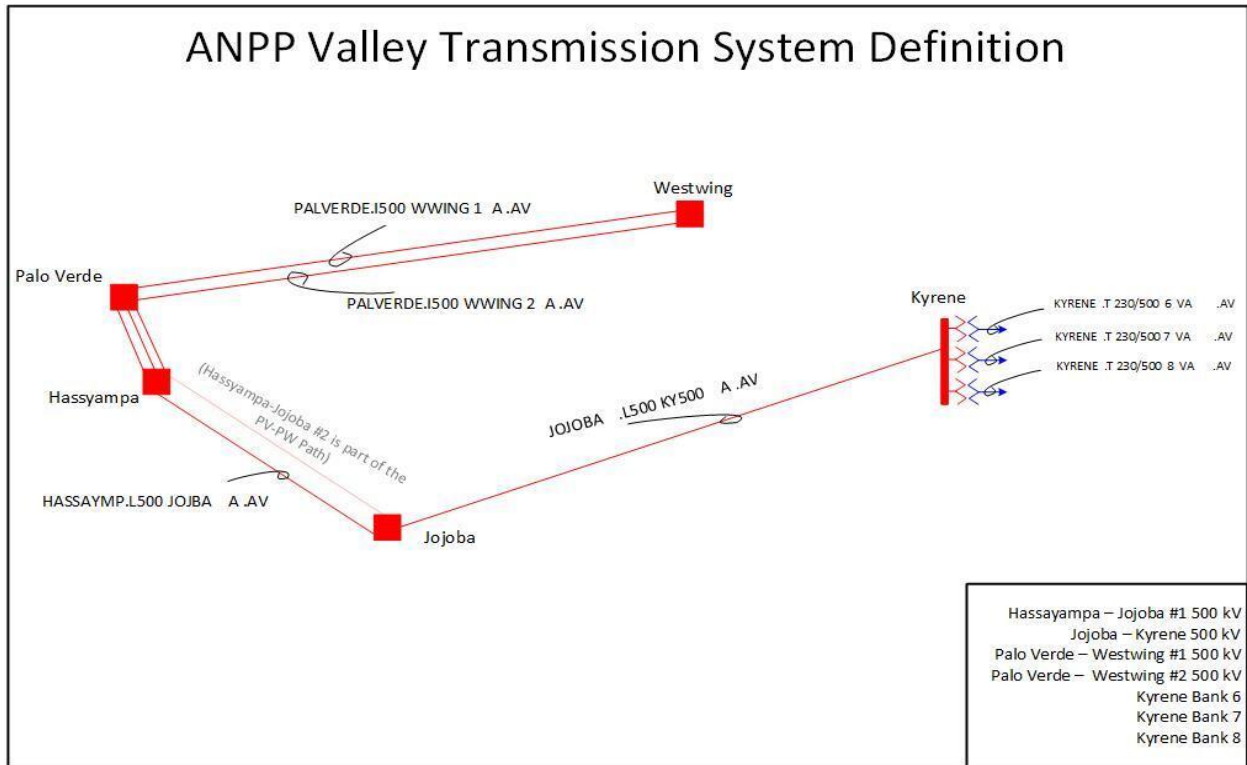 ANPP Valley Transmission System Definition
Westwing
PALVERDE.I500 WWING 1 A .AV
Palo Verde
PALVERDE.I500 WWING 2 A .AV
Kyrene
KYRENE .T 230/500 6 VA .AV
KYRENE .T 230/500 7 VA .AV
KYRENE .T 230/500 8 VA .AV
Hassyampa
(Hassyampa-Jojoba #2 is part of the
PV-PW Path)
JOJOBA .L500 KY500 A .AV
HASSAYMP.L500 JOJBA A .AV
Jojoba
Hassayampa – Jojoba #1 500 kV
Jojoba – Kyrene 500 kV
Palo Verde – Westwing #1 500 kV
Palo Verde – Westwing #2 500 kV
Kyrene Bank 6
Kyrene Bank 7
Kyrene Bank 8